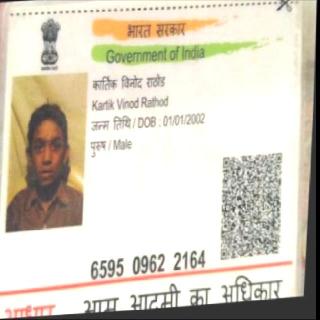 भारत सरकार
Government of India
कार्तिक विनोद राठोड
Kartik Vinod Rathod
जन्म तिथि / DOB : 01/01/2002
पुरुष / Male
6595 0962 2164
आधार
आम आदमी का अधिकार